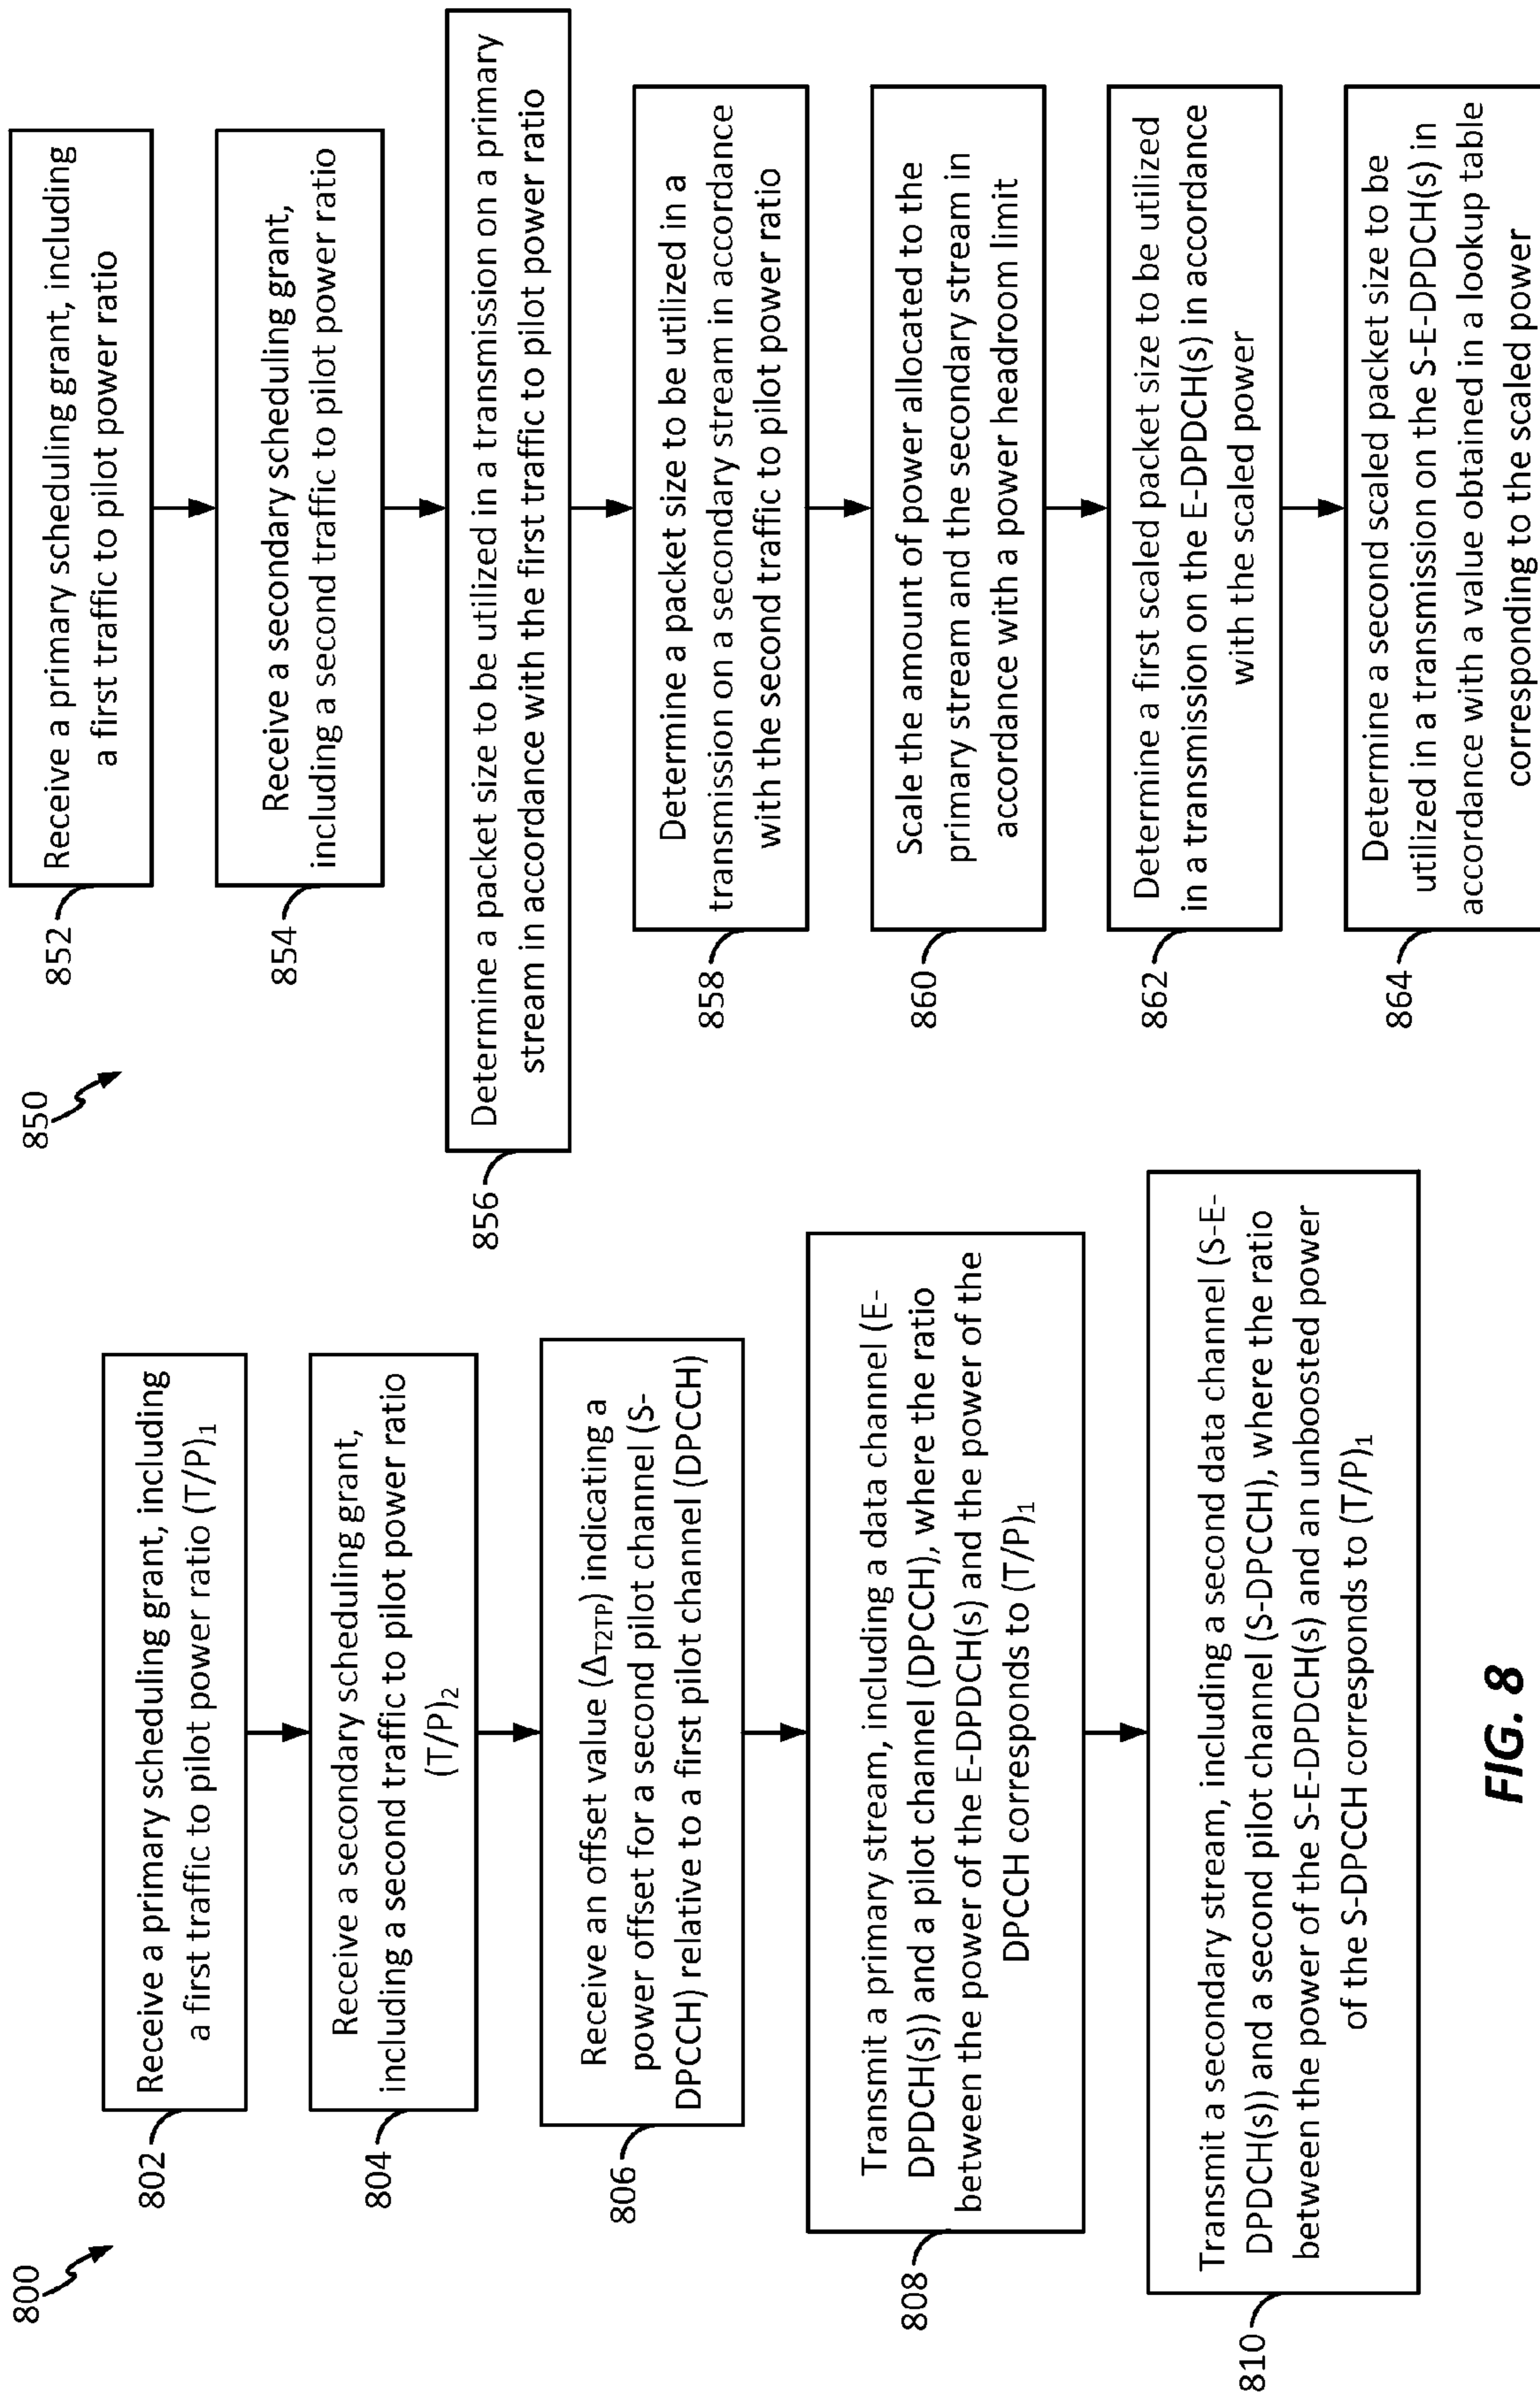 800
802
Receive a primary scheduling grant, including
a first traffic to pilot power ratio (T/P)₁
804
Receive a secondary scheduling grant,
including a second traffic to pilot power ratio
(T/P)₂
806
Receive an offset value (Δ_T2TP) indicating a
power offset for a second pilot channel (S-
DPCCH) relative to a first pilot channel (DPCCH)
808
Transmit a primary stream, including a data channel (E-
DPDCH(s)) and a pilot channel (DPCCH), where the ratio
between the power of the E-DPDCH(s) and the power of the
DPCCH corresponds to (T/P)₁
810
Transmit a secondary stream, including a second data channel (S-E-
DPDCH(s)) and a second pilot channel (S-DPCCH), where the ratio
between the power of the S-E-DPDCH(s) and an unboosted power
of the S-DPCCH corresponds to (T/P)₁
850
852
Receive a primary scheduling grant, including
a first traffic to pilot power ratio
854
Receive a secondary scheduling grant,
including a second traffic to pilot power ratio
856
Determine a packet size to be utilized in a transmission on a primary
stream in accordance with the first traffic to pilot power ratio
858
Determine a packet size to be utilized in a
transmission on a secondary stream in accordance
with the second traffic to pilot power ratio
860
Scale the amount of power allocated to the
primary stream and the secondary stream in
accordance with a power headroom limit
862
Determine a first scaled packet size to be utilized
in a transmission on the E-DPDCH(s) in accordance
with the scaled power
864
Determine a second scaled packet size to be
utilized in a transmission on the S-E-DPDCH(s) in
accordance with a value obtained in a lookup table
corresponding to the scaled power
FIG. 8